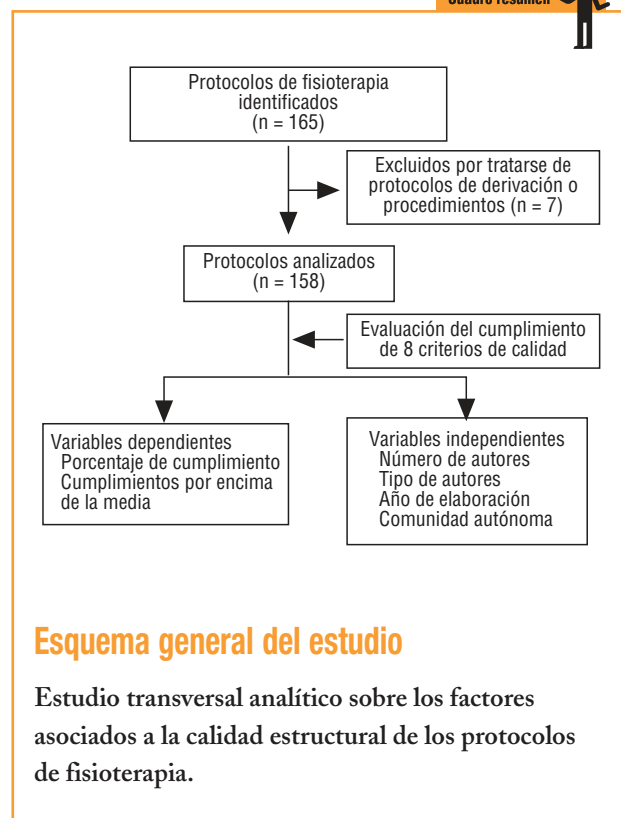 Cuadro resumen
Protocolos de fisioterapia
identificados
(n = 165)
Excluidos por tratarse de
protocolos de derivación o
procedimientos (n = 7)
Protocolos analizados
(n = 158)
Evaluación del cumplimiento
de 8 criterios de calidad
Variables dependientes
Porcentaje de cumplimiento
Cumplimientos por encima
de la media
Variables independientes
Número de autores
Tipo de autores
Año de elaboración
Comunidad autónoma
Esquema general del estudio
Estudio transversal analítico sobre los factores
asociados a la calidad estructural de los protocolos
de fisioterapia.